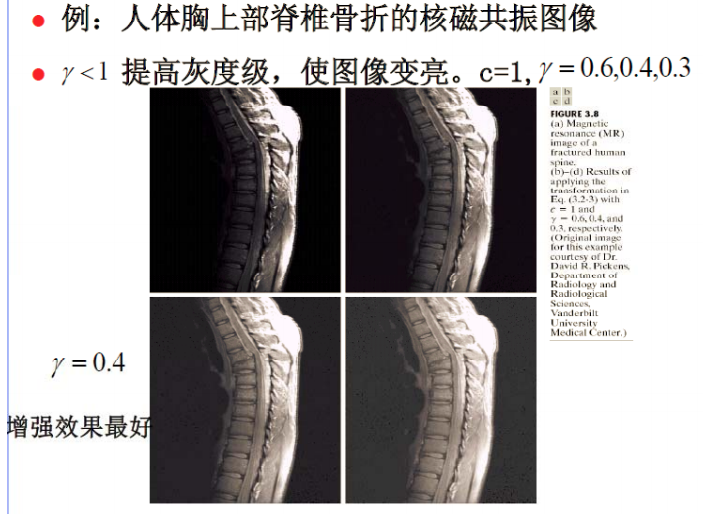 例：人体胸上部脊椎骨折的核磁共振图像
γ<1 提高灰度级，使图像变亮。c=1, γ = 0.6,0.4,0.3
a b
c d
FIGURE 3.8
(a) Magnetic
resonance (MR)
image of a
fractured human
spine.
(b)–(d) Results of
applying the
transformation in
Eq. (3.2-3) with
c = 1 and
γ = 0.6, 0.4, and
0.3, respectively.
(Original image
for this example
courtesy of Dr.
David R. Pickens,
Department of
Radiology and
Radiological
Sciences,
Vanderbilt
University
Medical Center.)
γ = 0.4
增强效果最好